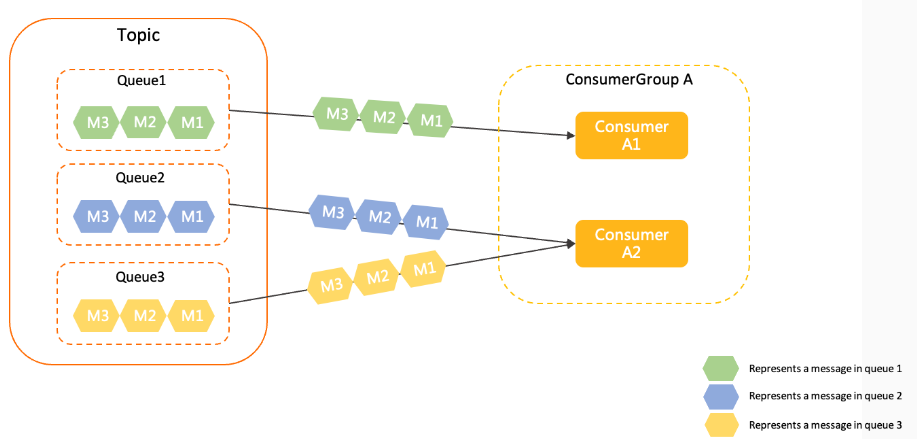 Topic
Queue1
M3 M2 M1
Queue2
M3 M2 M1
Queue3
M3 M2 M1
M3 M2 M1
M3 M2 M1
M3 M2 M1
ConsumerGroup A
Consumer
A1
Consumer
A2
Represents a message in queue 1
Represents a message in queue 2
Represents a message in queue 3